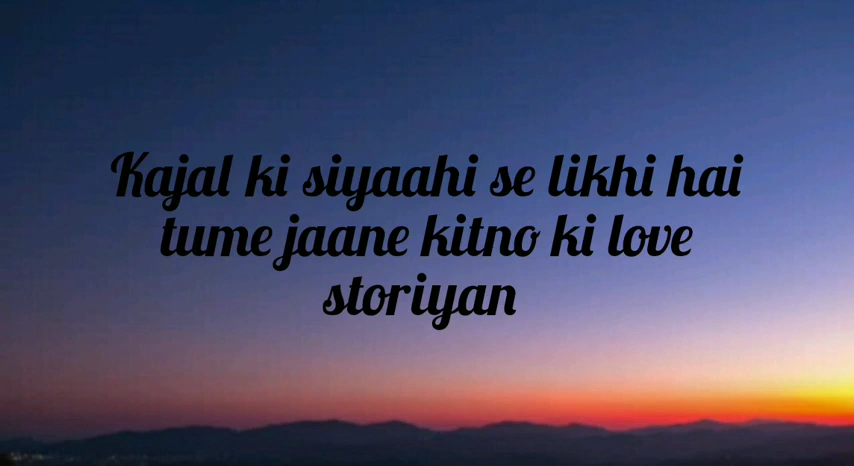 Kajal ki siyaahi se likhi hai
tume jaane kitno ki love
storiyan